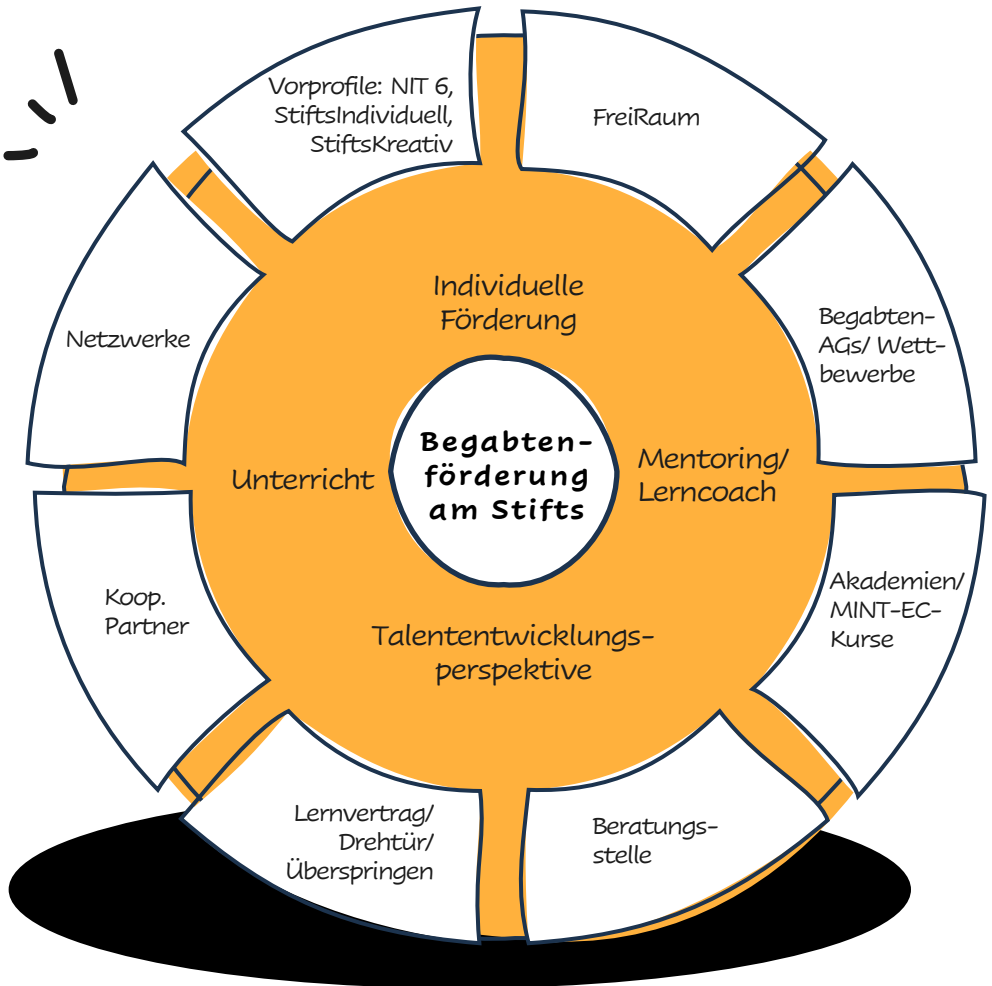 Vorprofile: NIT 6,
StiftsIndividuell,
StiftsKreativ
FreiRaum
Netzwerke
Begabten-
AGs/ Wett-
bewerbe
Individuelle
Förderung
Unterricht
Begabten-
förderung
am Stifts
Mentoring/
Lerncoach
Talententwicklungs-
perspektive
Koop.
Partner
Akademien/
MINT-EC-
Kurse
Lernvertrag/
Drehtür/
Überspringen
Beratungs-
stelle